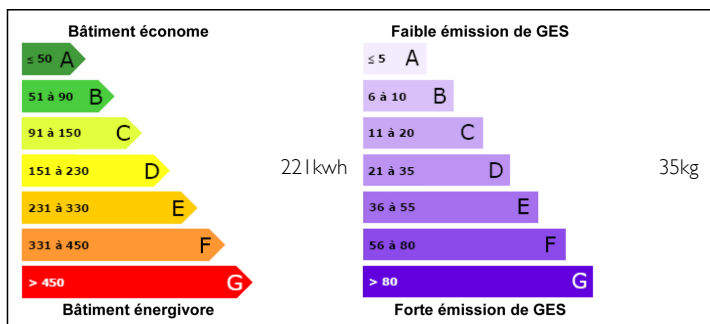 Bâtiment économe
≤ 50 A
51 à 90 B
91 à 150 C
151 à 230 D
231 à 330 E
331 à 450 F
> 450 G
Bâtiment énergivore
221kwh
Faible émission de GES
≤ 5 A
6 à 10 B
11 à 20 C
21 à 35 D
36 à 55 E
56 à 80 F
> 80 G
Forte émission de GES
35kg